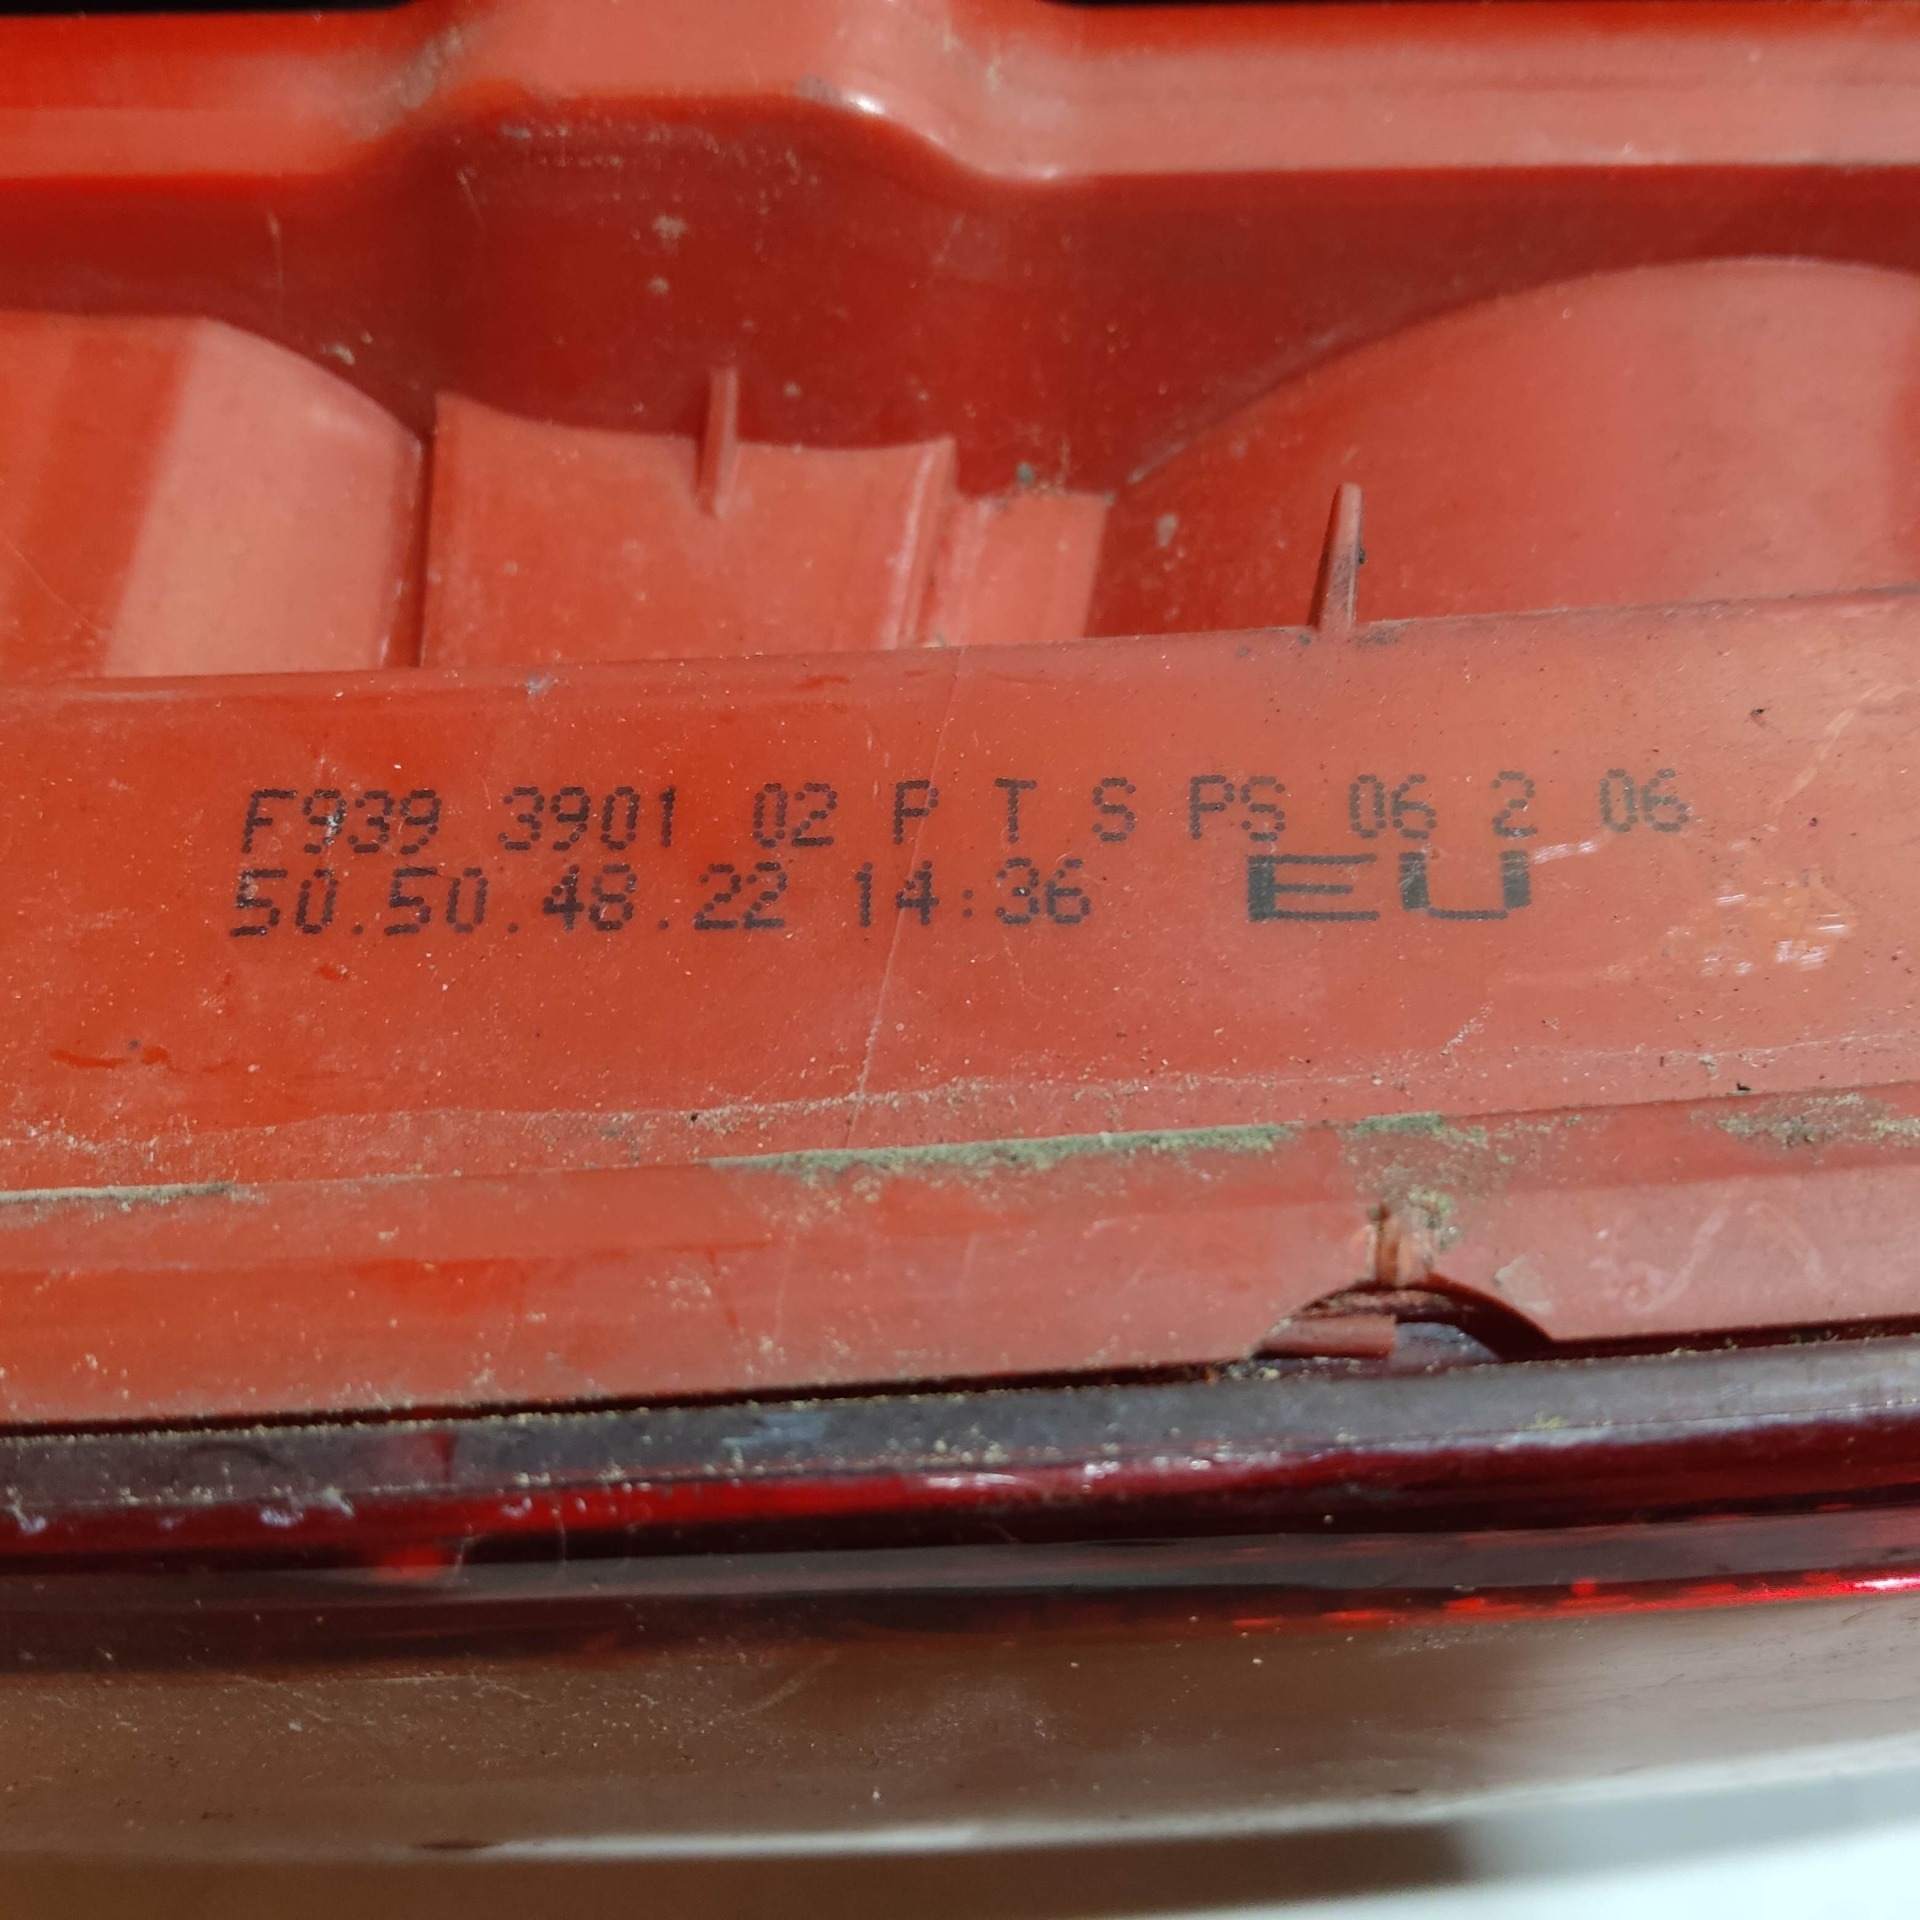 F939 3901 02 P T S PS 06 2 06
50.50.48.22 14:36 EU